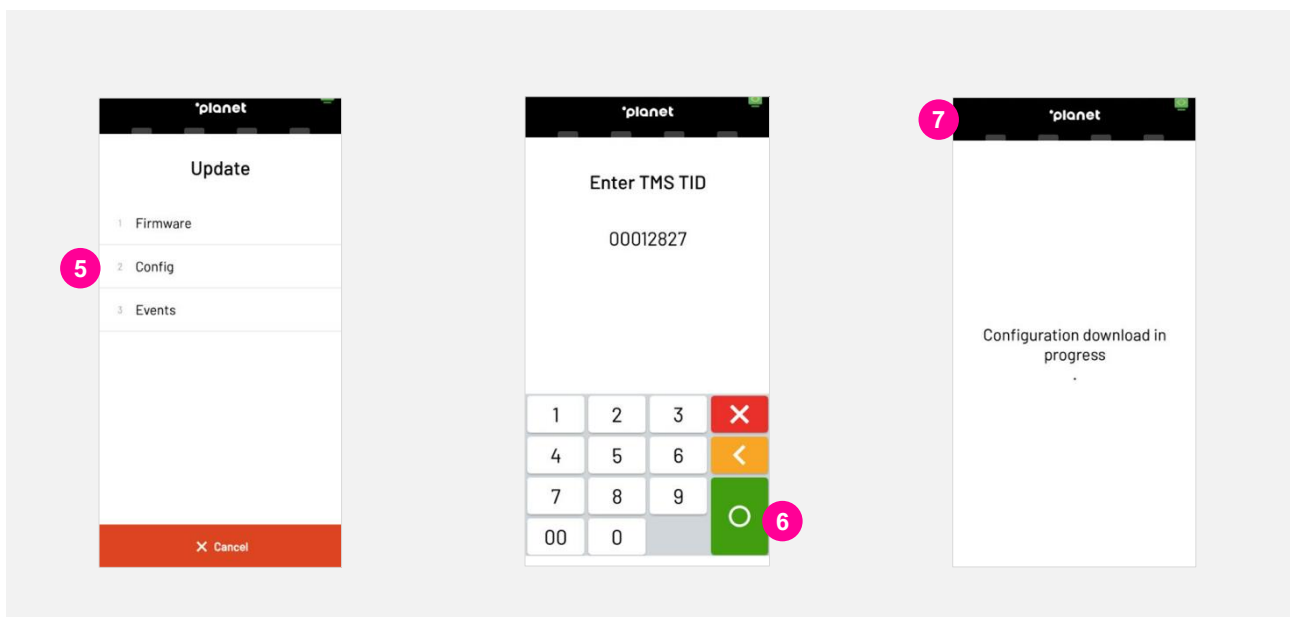 planet
Update
1 Firmware
5
2 Config
3 Events
X Cancel
planet
Enter TMS TID
00012827
1 2 3
4 5 6
7 8 9
00 0
6
7
planet
Configuration download in
progress
.